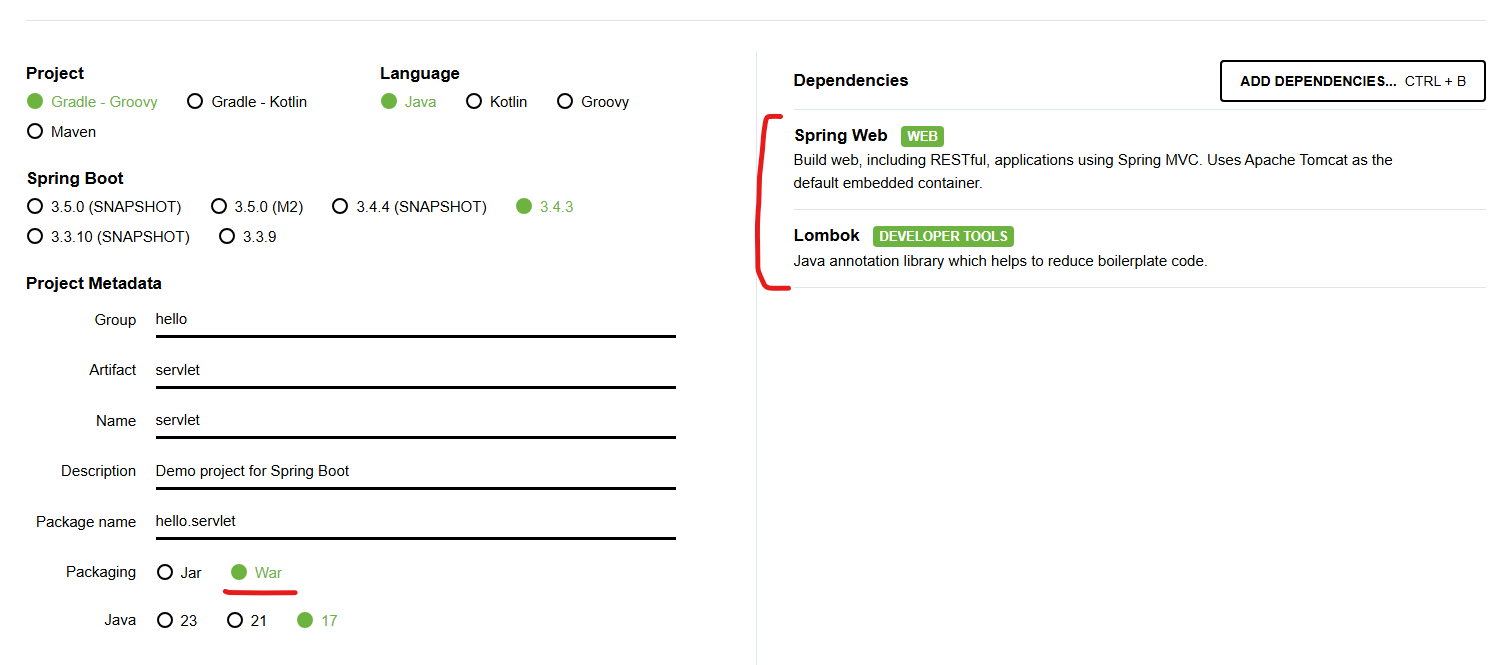 Project
Gradle - Groovy Gradle - Kotlin
Maven
Language
Java Kotlin Groovy
Spring Boot
3.5.0 (SNAPSHOT) 3.5.0 (M2) 3.4.4 (SNAPSHOT) 3.4.3
3.3.10 (SNAPSHOT) 3.3.9
Project Metadata
Group hello
Artifact servlet
Name servlet
Description Demo project for Spring Boot
Package name hello.servlet
Packaging Jar War
Java 23 21 17
Dependencies
ADD DEPENDENCIES... CTRL + B
Spring Web WEB
Build web, including RESTful, applications using Spring MVC. Uses Apache Tomcat as the
default embedded container.
Lombok DEVELOPER TOOLS
Java annotation library which helps to reduce boilerplate code.